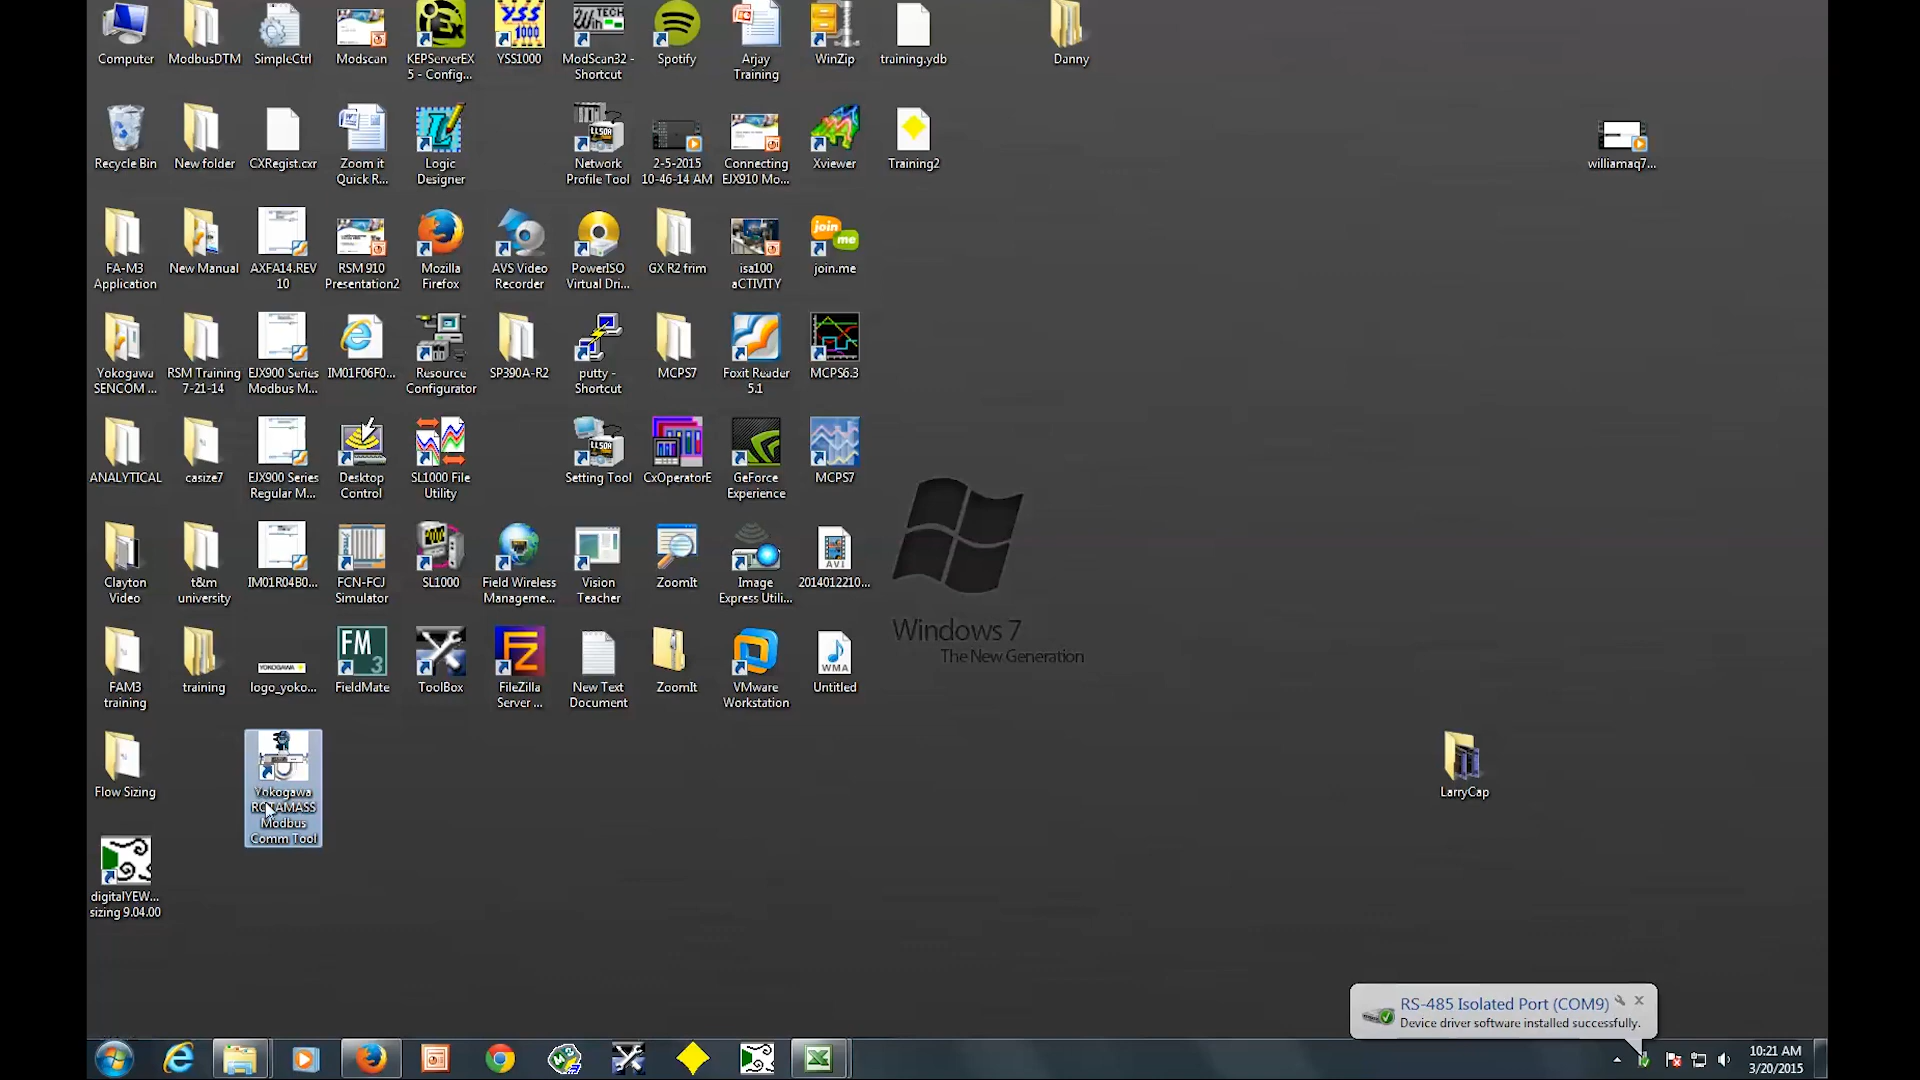 Computer
ModbusDTM
SimpleCtrl
Modscan
KEPServerEX
5 - Config...
YSS1000
ModScan32 -
Shortcut
Spotify
Arjay
Training
WinZip
training.ydb
Danny
Recycle Bin
New folder
CXRegist.cxr
Zoom it
Quick R...
Logic
Designer
Network
Profile Tool
2-5-2015
10-46-14 AM
Connecting
EJX910 Mo...
Xviewer
Training2
williamaq7...
FA-M3
Application
New Manual
AXFA14.REV
10
RSM 910
Presentation2
Mozilla
Firefox
AVS Video
Recorder
PowerISO
Virtual Dri...
GX R2 frim
isa100
aCTIVITY
join
me
join.me
Yokogawa
SENCOM ...
RSM Training
7-21-14
EJX900 Series
Modbus M...
IM01F06F0...
Resource
Configurator
SP390A-R2
putty -
Shortcut
MCPS7
Foxit Reader
5.1
MCPS6.3
ANALYTICAL
casize7
EJX900 Series
Regular M...
Desktop
Control
SL1000 File
Utility
Setting Tool
CxOperatorE
GeForce
Experience
MCPS7
Clayton
Video
t&m
university
IM01R04B0...
FCN-FCJ
Simulator
SL1000
Field Wireless
Manageme...
Vision
Teacher
ZoomIt
Image
Express Utili...
AVI
2014012210...
Windows 7
The New Generation
FAM3
training
training
YOKOGAWA
logo_yoko...
FM
3
FieldMate
ToolBox
FZ
FileZilla
Server ...
New Text
Document
ZoomIt
VMware
Workstation
WMA
Untitled
Flow Sizing
Yokogawa
ROTAMASS
Modbus
Comm Tool
LarryCap
digitalYEW...
sizing 9.04.00
RS-485 Isolated Port (COM9)
Device driver software installed successfully.
10:21 AM
3/20/2015